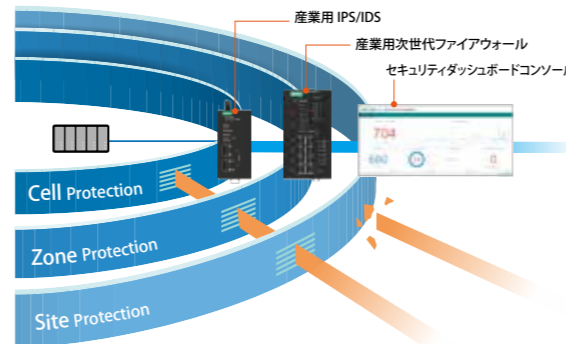 産業用 IPS/IDS
産業用次世代ファイアウォール
セキュリティダッシュボードコンソール
704
680
0
Cell Protection
Zone Protection
Site Protection